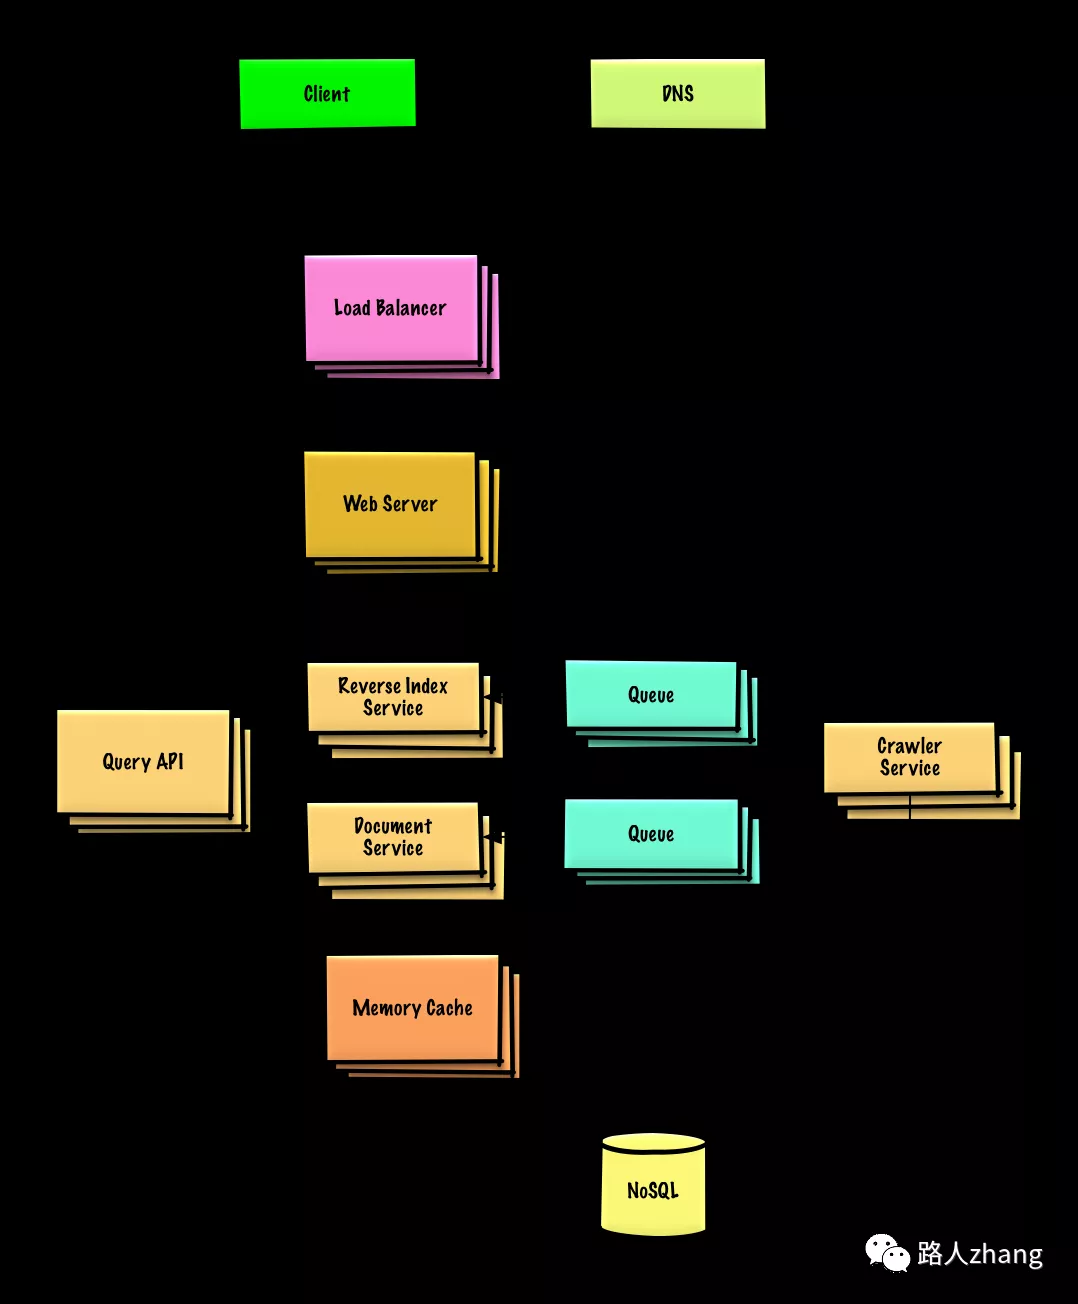 Client
DNS
Load Balancer
Web Server
Reverse Index
Service
Queue
Query API
Crawler
Service
Document
Service
Queue
Memory Cache
NoSQL
路人zhang